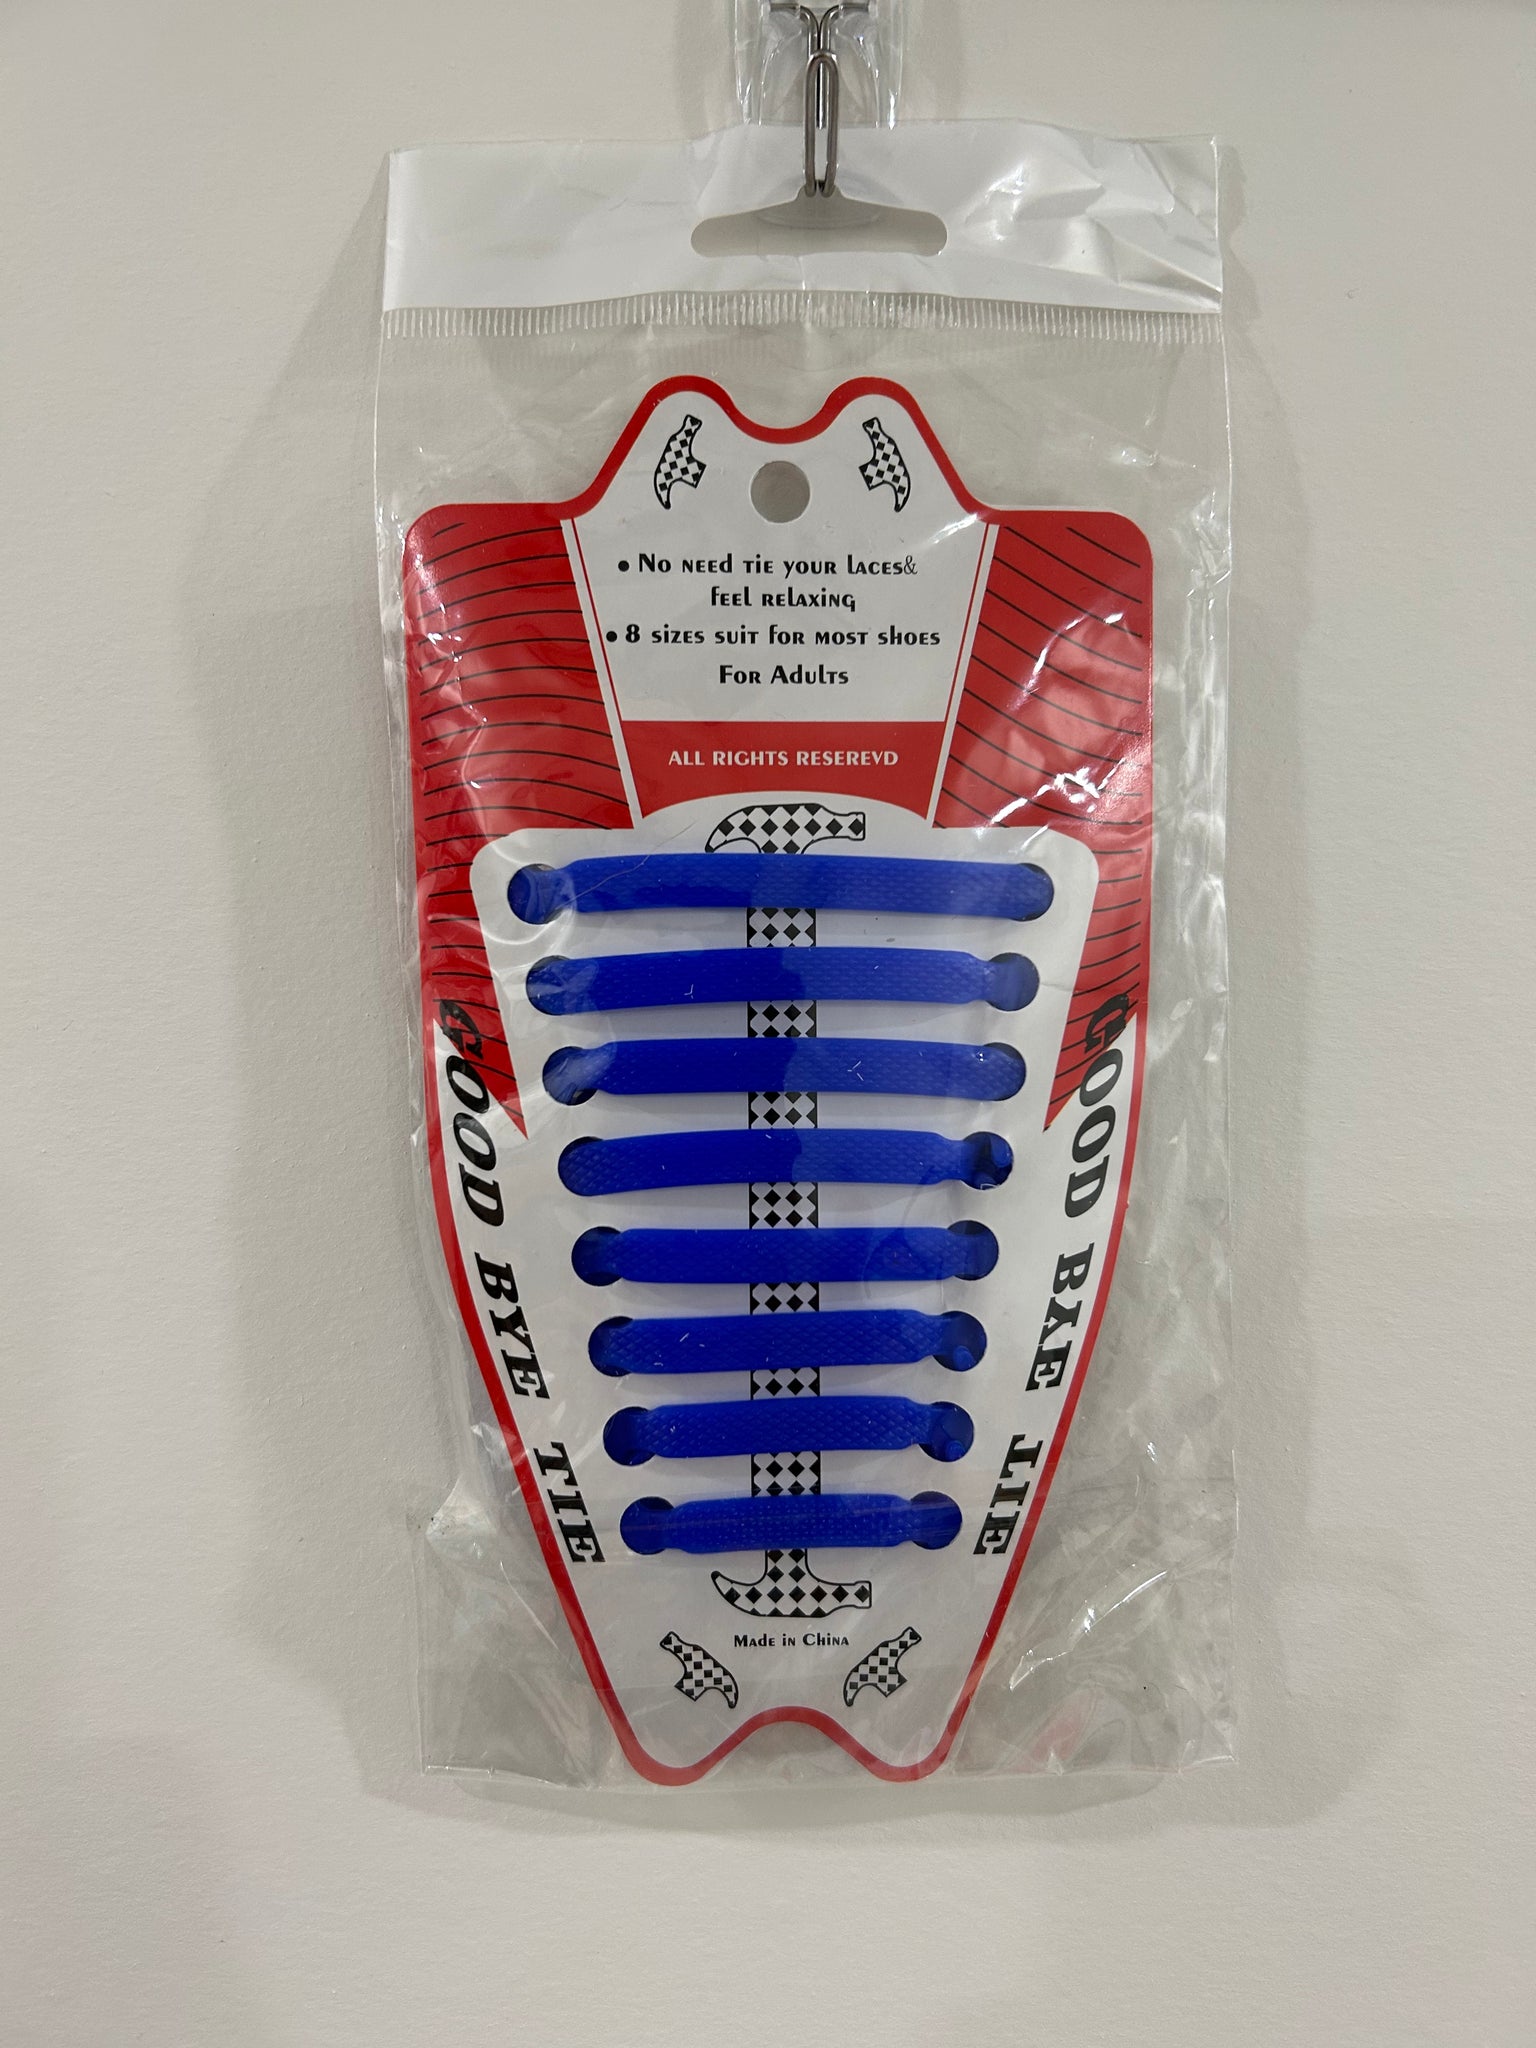 • No need tie your laces&
feel relaxing
• 8 sizes suit for most shoes
For Adults
ALL RIGHTS RESEREVD
GOOD BYE TIE
GOOD BYE TIE
Made in China